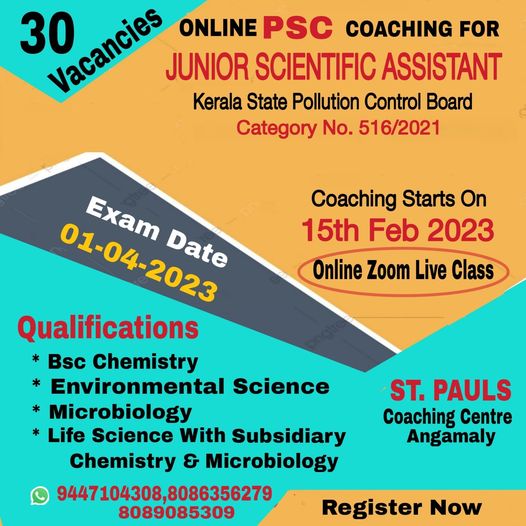 30
Vacancies
ONLINE PSC COACHING FOR
JUNIOR SCIENTIFIC ASSISTANT
Kerala State Pollution Control Board
Category No. 516/2021
Exam Date
01-04-2023
Coaching Starts On
15th Feb 2023
Online Zoom Live Class
Qualifications
* Bsc Chemistry
* Environmental Science
* Microbiology
* Life Science With Subsidiary
Chemistry & Microbiology
ST. PAULS
Coaching Centre
Angamaly
9447104308,8086356279
8089085309
Register Now